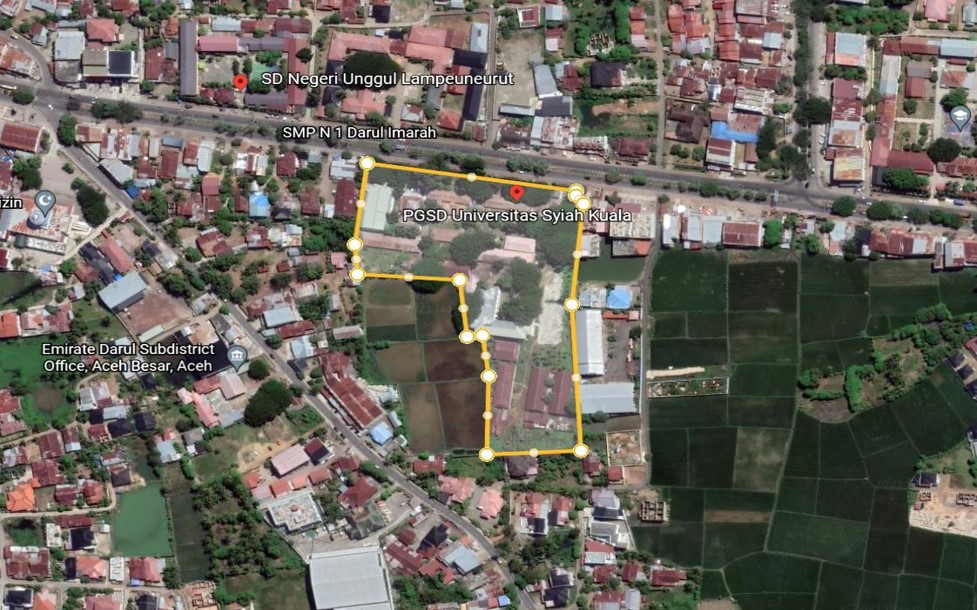 SD Negeri Unggul Lampeuneurut
SMP N 1 Darul Imarah
izin
PGSD Universitas Syiah Kuala
Emirate Darul Subdistrict
Office, Aceh Besar, Aceh